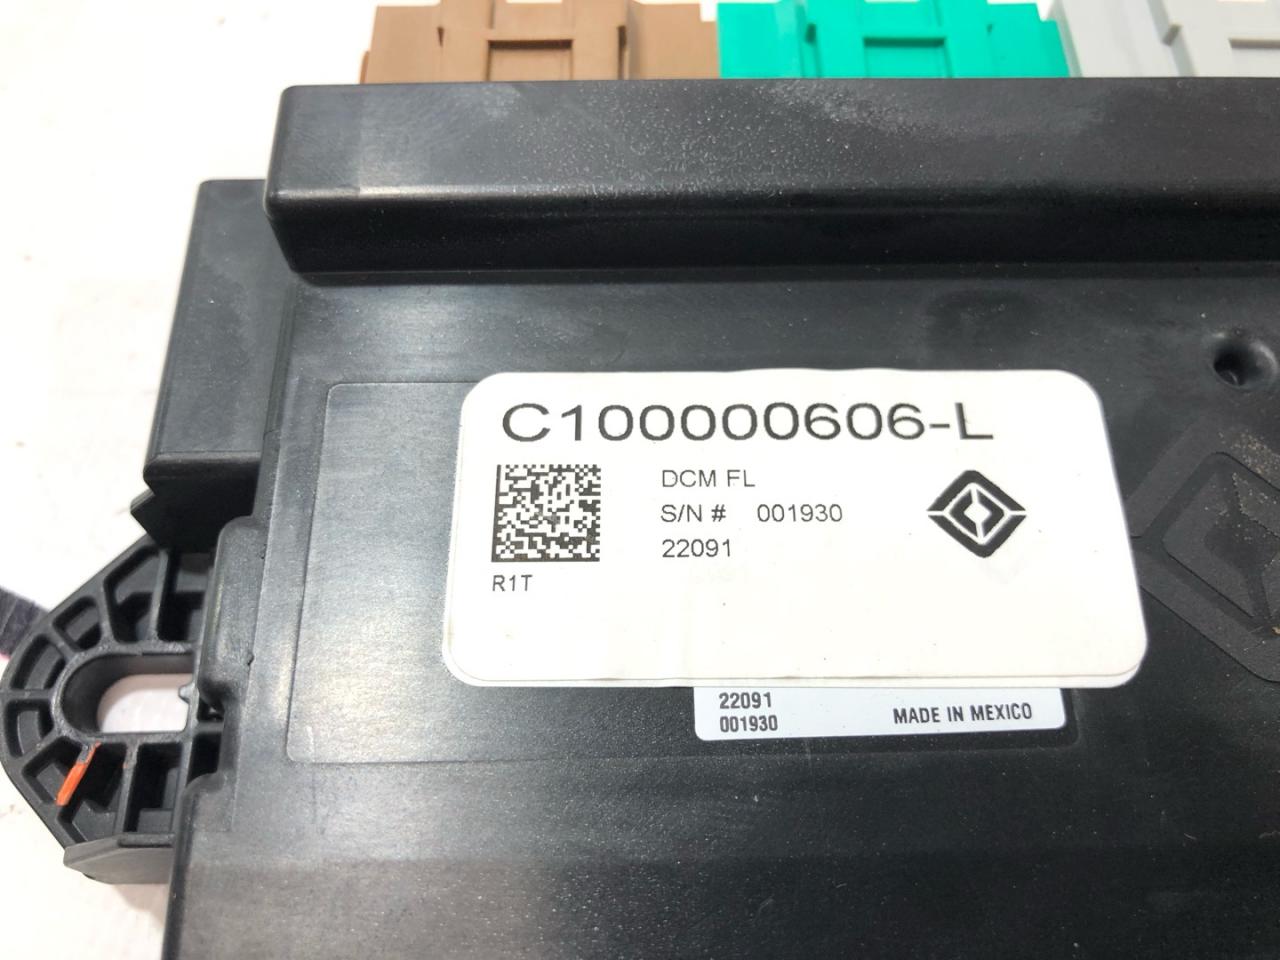 C100000606-L
DCM FL
S/N # 001930
22091
R1T
22091
001930 MADE IN MEXICO